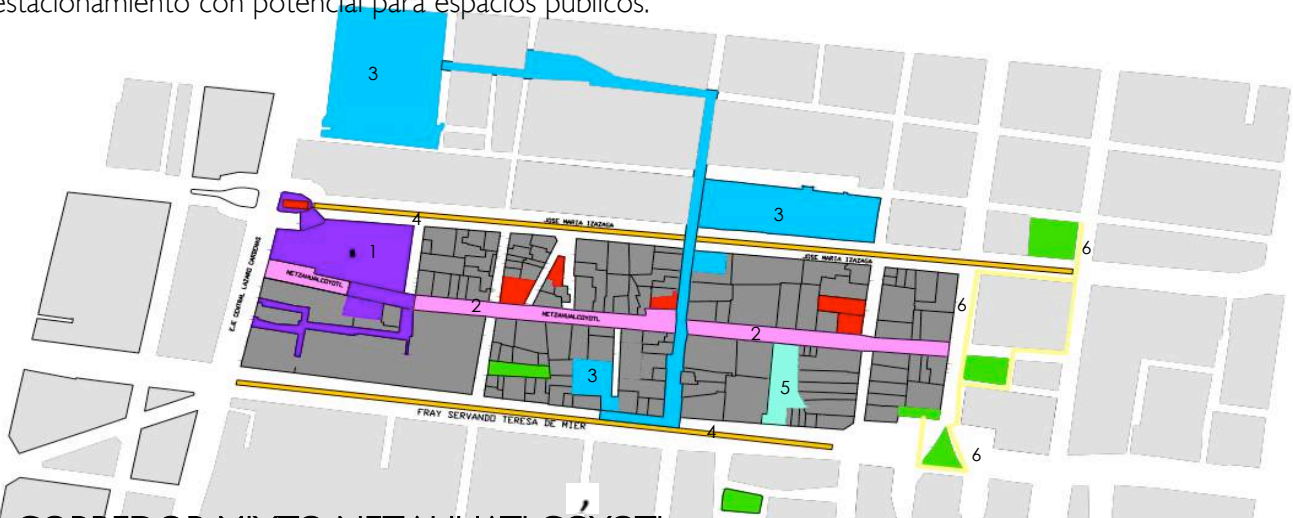 estacionamiento con potencial para espacios públicos.
3
3
6
4
JOSE MARIA IZAZAGA
1
JOSE MARIA IZAZAGA
EJE CENTRAL LAZARO CARDENAS
NETZAHUALCOYOTL
2
NETZAHUALCOYOTL
6
2
3
5
FRAY SERVANDO TERESA DE MIER
4
6
,